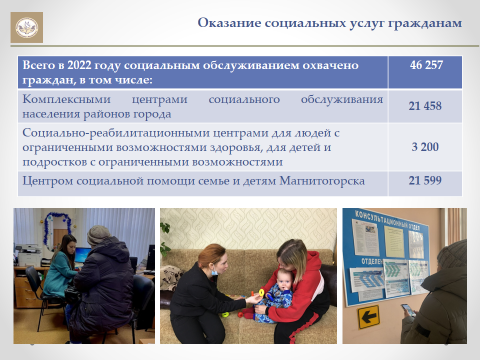 Оказание социальных услуг гражданам
Всего в 2022 году социальным обслуживанием охвачено
46 257
граждан, в том числе:
Комплексными центрами социального обслуживания
населения районов города
21 458
Социально-реабилитационными центрами для людей с
ограниченными возможностями здоровья, для детей и
подростков с ограниченными возможностями
3 200
Центром социальной помощи семье и детям Магнитогорска
21 599
КОНСУЛЬТАЦИОННЫЙ ОТДЕЛ